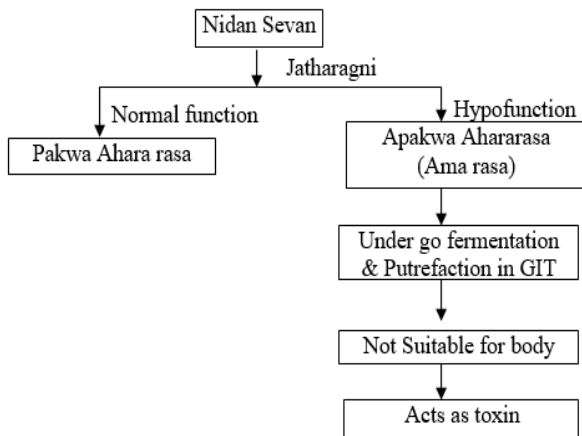 Nidan Sevan
Jatharagni
Normal function
Hypofunction
Pakwa Ahara rasa
Apakwa Ahararasa
(Ama rasa)
Under go fermentation
& Putrefaction in GIT
Not Suitable for body
Acts as toxin